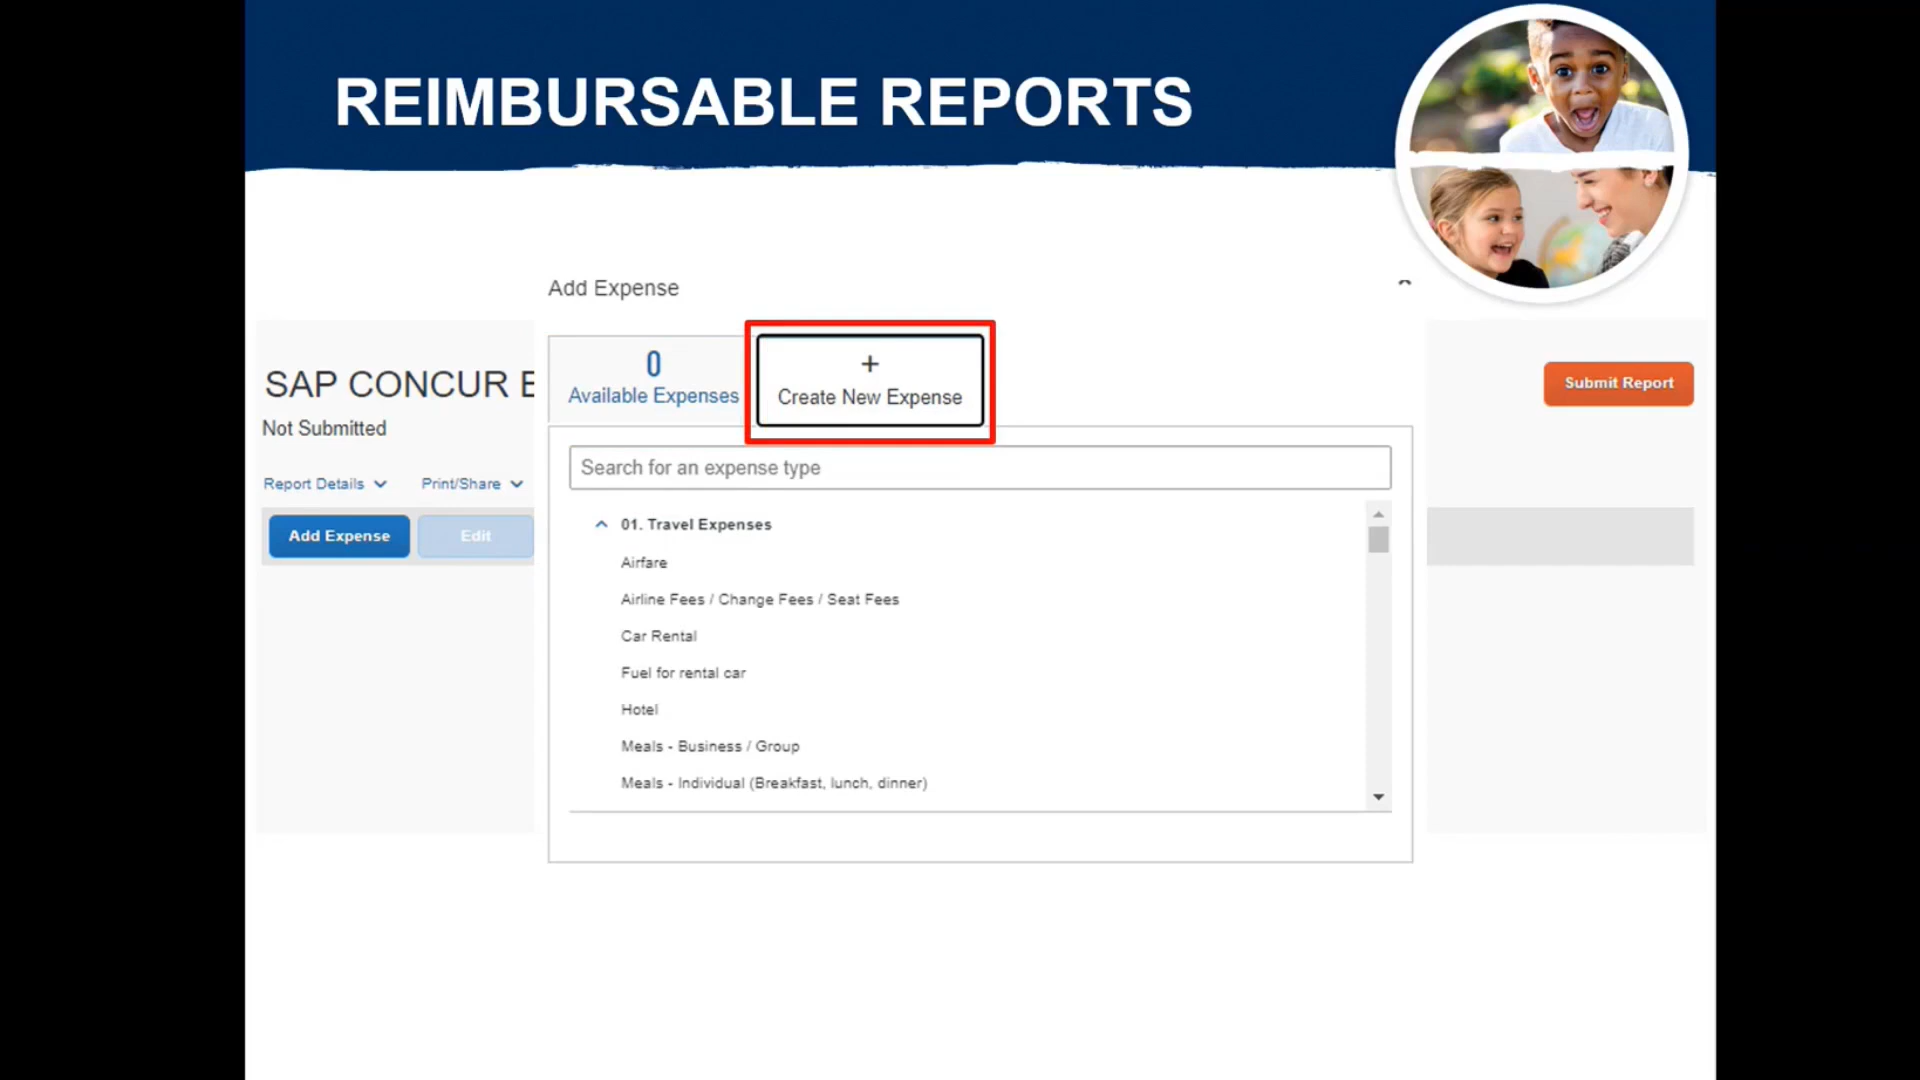 REIMBURSABLE REPORTS
Add Expense
0
Available Expenses
+
Create New Expense
SAP CONCUR E
Not Submitted
Submit Report
Report Details
Print/Share
Add Expense
Edit
Search for an expense type
01. Travel Expenses
Airfare
Airline Fees / Change Fees / Seat Fees
Car Rental
Fuel for rental car
Hotel
Meals - Business / Group
Meals - Individual (Breakfast, lunch, dinner)